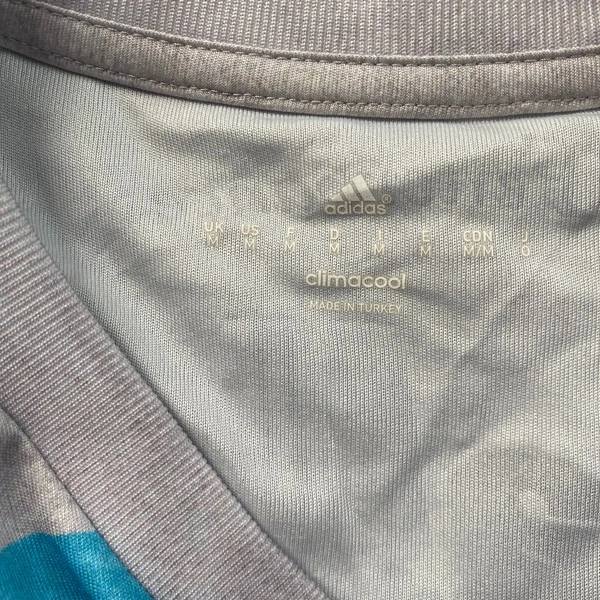 adidas®
UK US F D I E CDN J
M M M M M M M/M O
climacool
MADE IN TURKEY